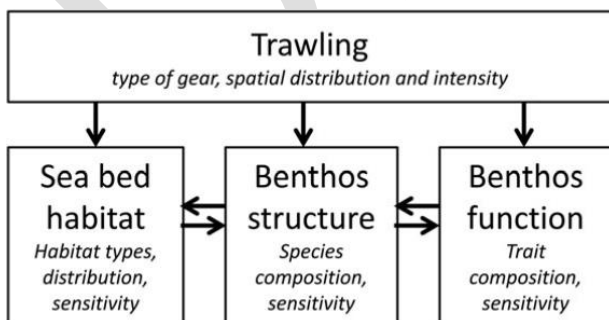 Trawling
type of gear, spatial distribution and intensity
Sea bed
habitat
Habitat types,
distribution,
sensitivity
Benthos
structure
Species
composition,
sensitivity
Benthos
function
Trait
composition,
sensitivity